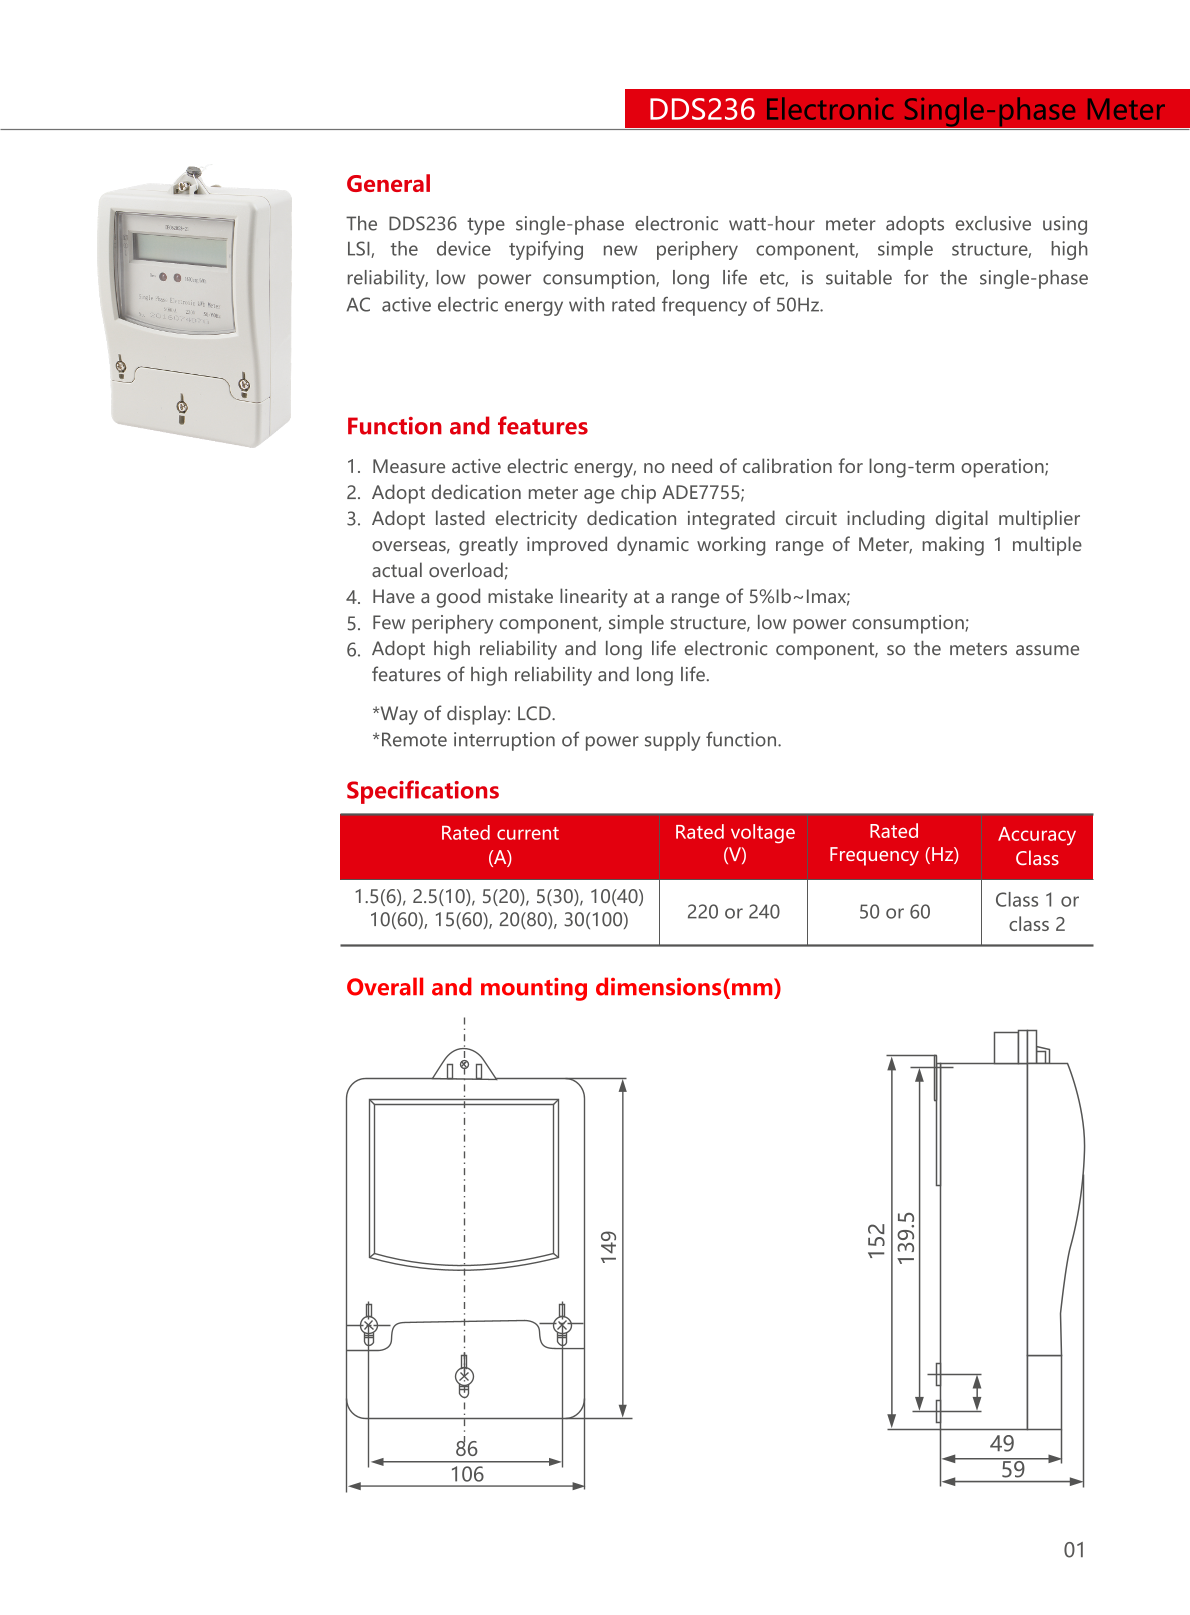 DDS236 Electronic Single-phase Meter
General
The DDS236 type single-phase electronic watt-hour meter adopts exclusive using
LSI, the device typifying new periphery component, simple structure, high
reliability, low power consumption, long life etc, is suitable for the single-phase
AC active electric energy with rated frequency of 50Hz.
Function and features
1. Measure active electric energy, no need of calibration for long-term operation;
2. Adopt dedication meter age chip ADE7755;
3. Adopt lasted electricity dedication integrated circuit including digital multiplier
overseas, greatly improved dynamic working range of Meter, making 1 multiple
actual overload;
4. Have a good mistake linearity at a range of 5%Ib~Imax;
5. Few periphery component, simple structure, low power consumption;
6. Adopt high reliability and long life electronic component, so the meters assume
features of high reliability and long life.
*Way of display: LCD.
*Remote interruption of power supply function.
Specifications
Rated current
(A)
Rated voltage
(V)
Rated
Frequency (Hz)
Accuracy
Class
1.5(6), 2.5(10), 5(20), 5(30), 10(40)
10(60), 15(60), 20(80), 30(100)
220 or 240
50 or 60
Class 1 or
class 2
Overall and mounting dimensions(mm)
149
86
106
152
139.5
49
59
01